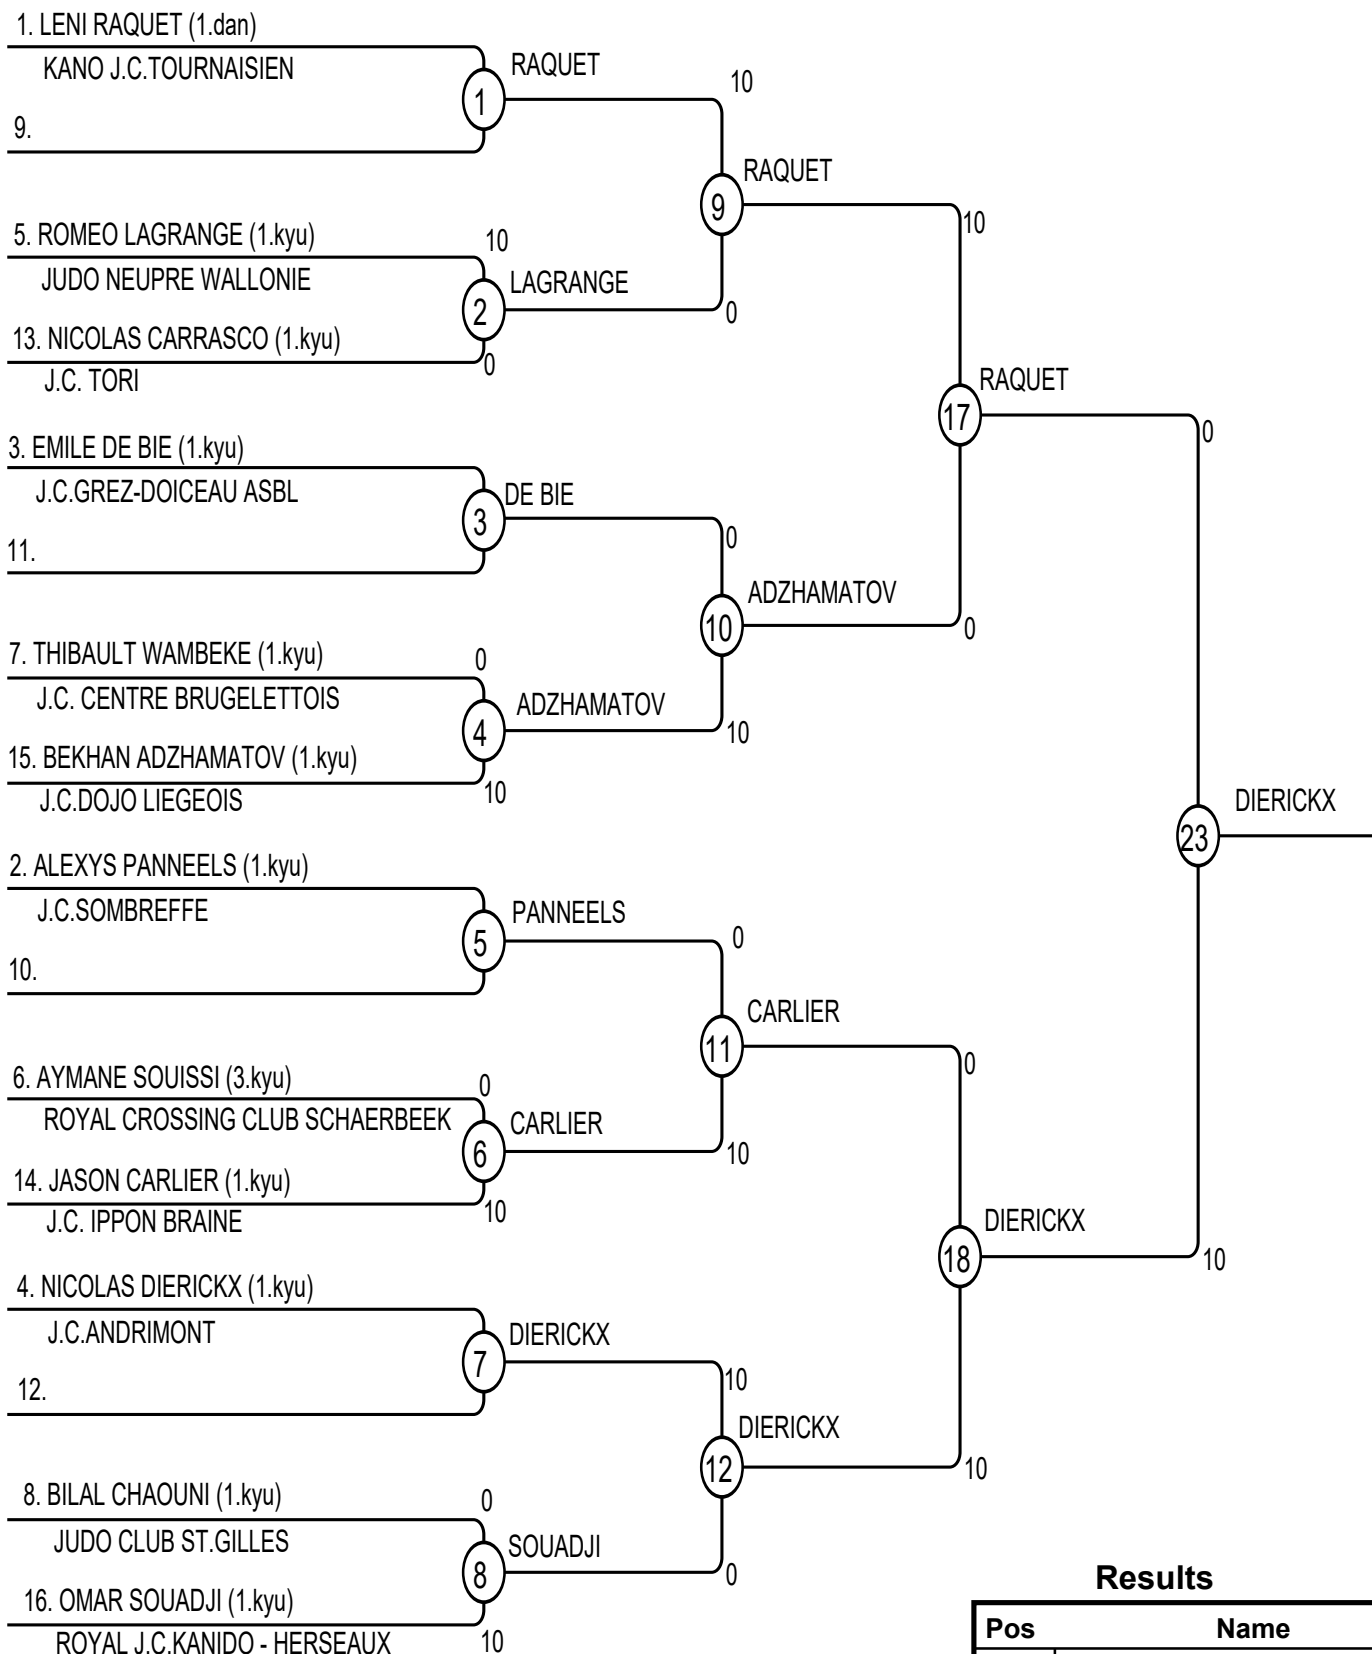 1. LENI RAQUET (1.dan)
KANO J.C.TOURNAISIEN
1
RAQUET
10
9.
9
RAQUET
10
5. ROMEO LAGRANGE (1.kyu)
10
JUDO NEUPRE WALLONIE
2
LAGRANGE
0
13. NICOLAS CARRASCO (1.kyu)
0
J.C. TORI
17
RAQUET
0
3. EMILE DE BIE (1.kyu)
J.C.GREZ-DOICEAU ASBL
3
DE BIE
0
11.
10
ADZHAMATOV
0
7. THIBAULT WAMBEKE (1.kyu)
0
J.C. CENTRE BRUGELETTOIS
4
ADZHAMATOV
10
15. BEKHAN ADZHAMATOV (1.kyu)
10
J.C.DOJO LIEGEOIS
23
DIERICKX
2. ALEXYS PANNEELS (1.kyu)
J.C.SOMBREFFE
5
PANNEELS
0
10.
11
CARLIER
0
6. AYMANE SOUISSI (3.kyu)
0
ROYAL CROSSING CLUB SCHAERBEEK
6
CARLIER
10
14. JASON CARLIER (1.kyu)
10
J.C. IPPON BRAINE
18
DIERICKX
10
4. NICOLAS DIERICKX (1.kyu)
J.C.ANDRIMONT
7
DIERICKX
10
12.
12
DIERICKX
10
8. BILAL CHAOUNI (1.kyu)
0
JUDO CLUB ST.GILLES
8
SOUADJI
0
16. OMAR SOUADJI (1.kyu)
10
ROYAL J.C.KANIDO - HERSEAUX
Results
Pos Name